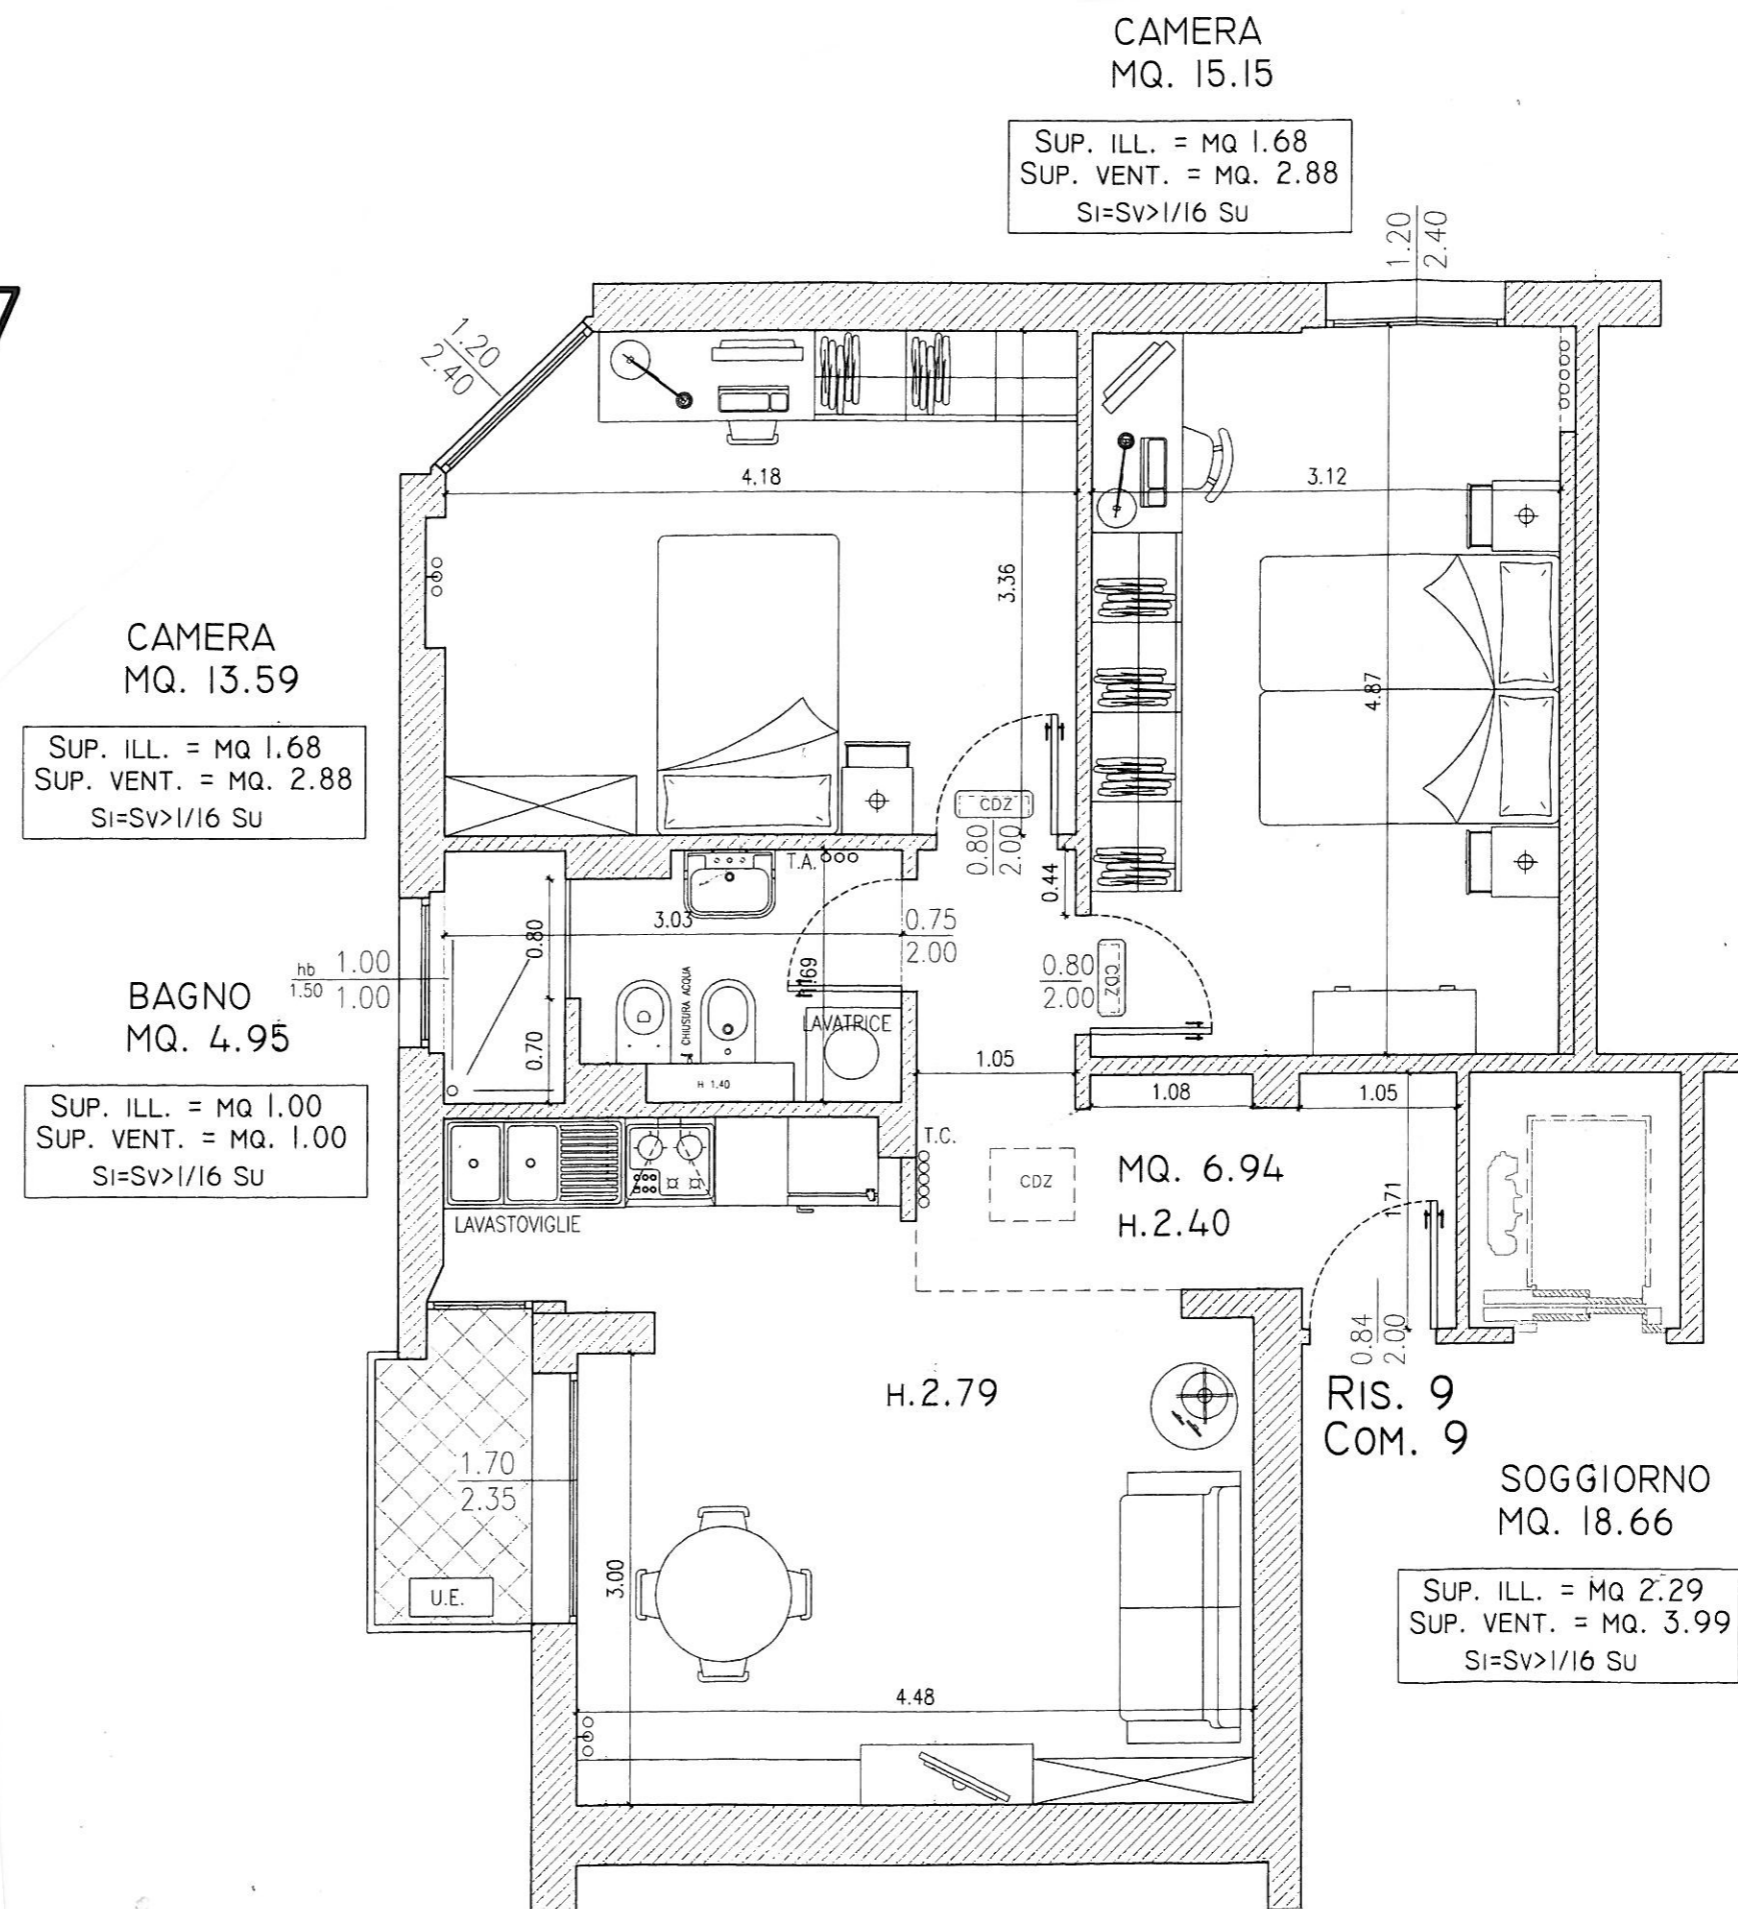 CAMERA
MQ. 15.15
SUP. ILL. = MQ 1.68
SUP. VENT. = MQ. 2.88
SI=SV>1/16 SU
1.20
2.40
1.20
2.40
4.18
3.12
3.36
4.87
CAMERA
MQ. 13.59
SUP. ILL. = MQ 1.68
SUP. VENT. = MQ. 2.88
SI=SV>1/16 SU
CDZ
0.80
2.00
0.44
T.A.
3.03
0.80
0.75
2.00
1.69
CHIUSURA ACQUA
0.80
2.00
CDZ
hb
1.50
1.00
1.00
BAGNO
MQ. 4.95
LAVATRICE
0.70
H 1.40
1.05
1.08
1.05
SUP. ILL. = MQ 1.00
SUP. VENT. = MQ. 1.00
SI=SV>1/16 SU
T.C.
CDZ
MQ. 6.94
H.2.40
1.71
LAVASTOVIGLIE
0.84
2.00
H.2.79
RIS. 9
COM. 9
1.70
2.35
SOGGIORNO
MQ. 18.66
U.E.
3.00
SUP. ILL. = MQ 2.29
SUP. VENT. = MQ. 3.99
SI=SV>1/16 SU
4.48